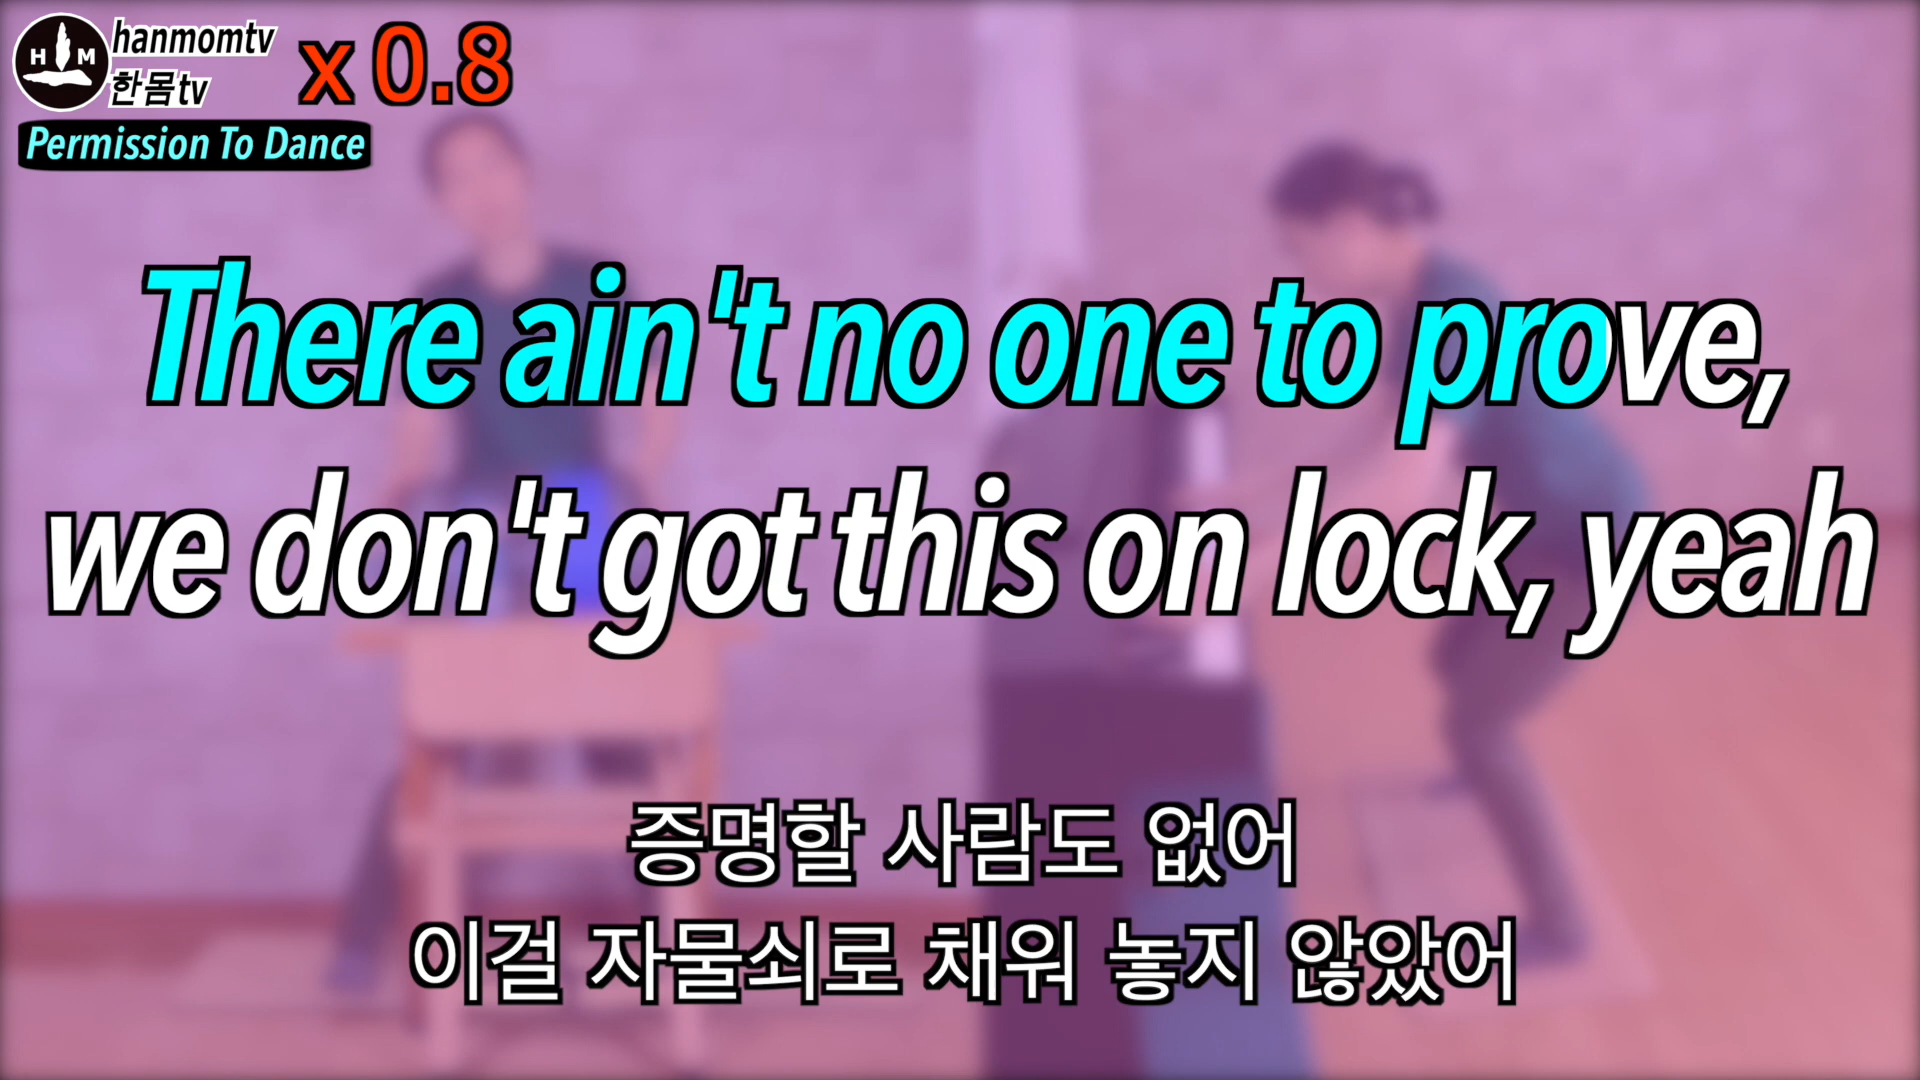 H M
hanmomtv
한몸tv
x 0.8
Permission To Dance
There ain't no one to prove,
we don't got this on lock, yeah
증명할 사람도 없어
이걸 자물쇠로 채워 놓지 않았어